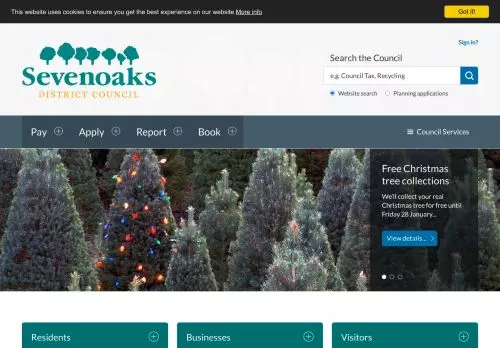 This website uses cookies to ensure you get the best experience on our website More info
Got it!
Sign in?
Sevenoaks
DISTRICT COUNCIL
Search the Council
e.g. Council Tax, Recycling
Website search
Planning applications
Pay
Apply
Report
Book
Council Services
Free Christmas
tree collections
We'll collect your real
Christmas tree for free until
Friday 28 January...
View details...
Residents
Businesses
Visitors